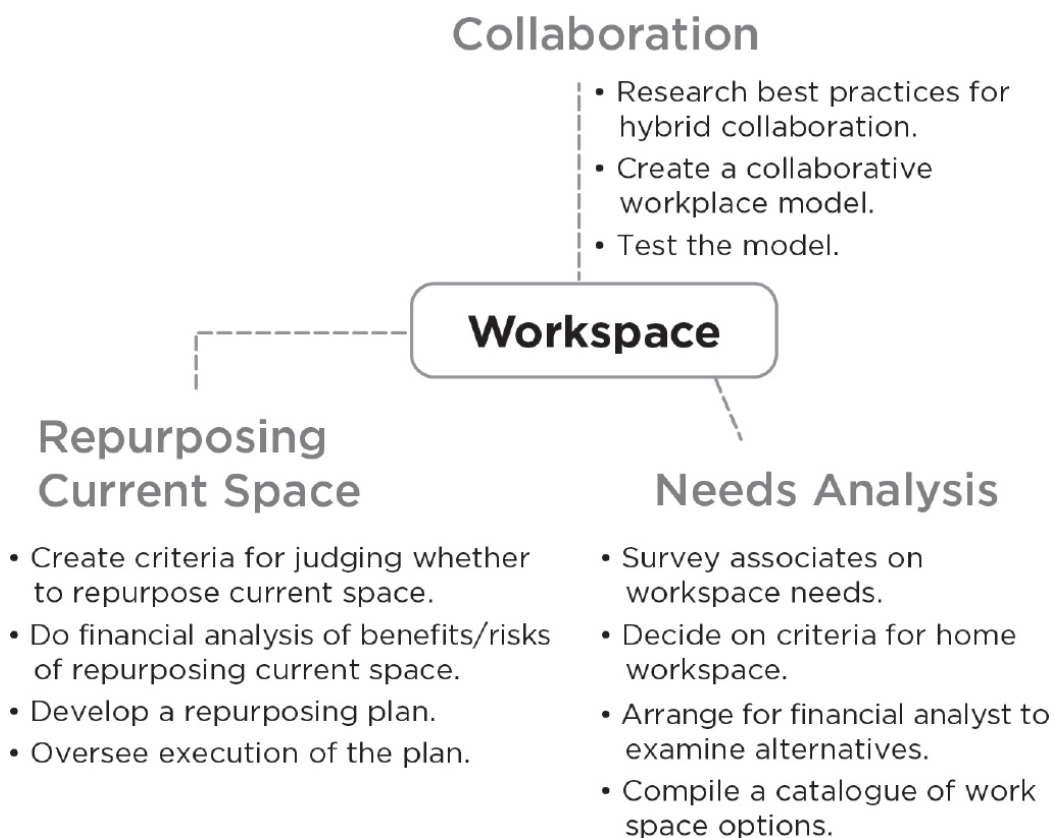 Collaboration
• Research best practices for
hybrid collaboration.
• Create a collaborative
workplace model.
• Test the model.
Workspace
Repurposing
Current Space
• Create criteria for judging whether
to repurpose current space.
• Do financial analysis of benefits/risks
of repurposing current space.
• Develop a repurposing plan.
• Oversee execution of the plan.
Needs Analysis
• Survey associates on
workspace needs.
• Decide on criteria for home
workspace.
• Arrange for financial analyst to
examine alternatives.
• Compile a catalogue of work
space options.